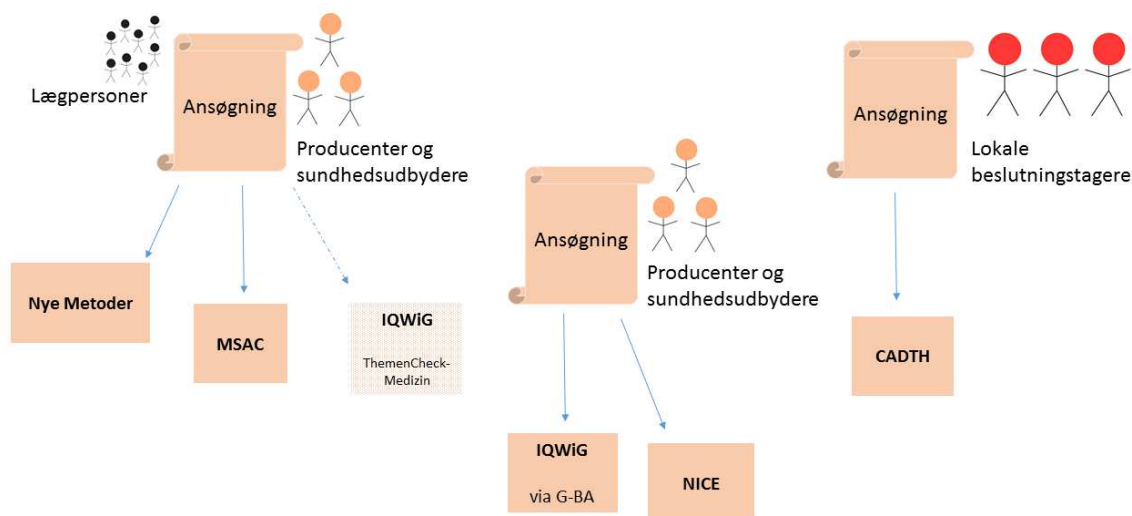 Lægpersoner
Ansøgning
Producenter og
sundhedsudbydere
Nye Metoder
MSAC
IQWiG
ThemenCheck-
Medizin
Ansøgning
Producenter og
sundhedsudbydere
IQWiG
via G-BA
NICE
Ansøgning
Lokale
beslutningstagere
CADTH